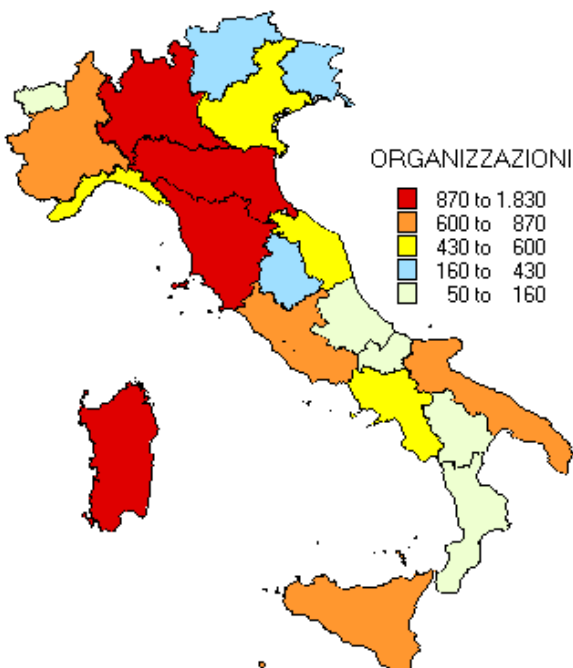 ORGANIZZAZIONI
870 to 1.830
600 to 870
430 to 600
160 to 430
50 to 160